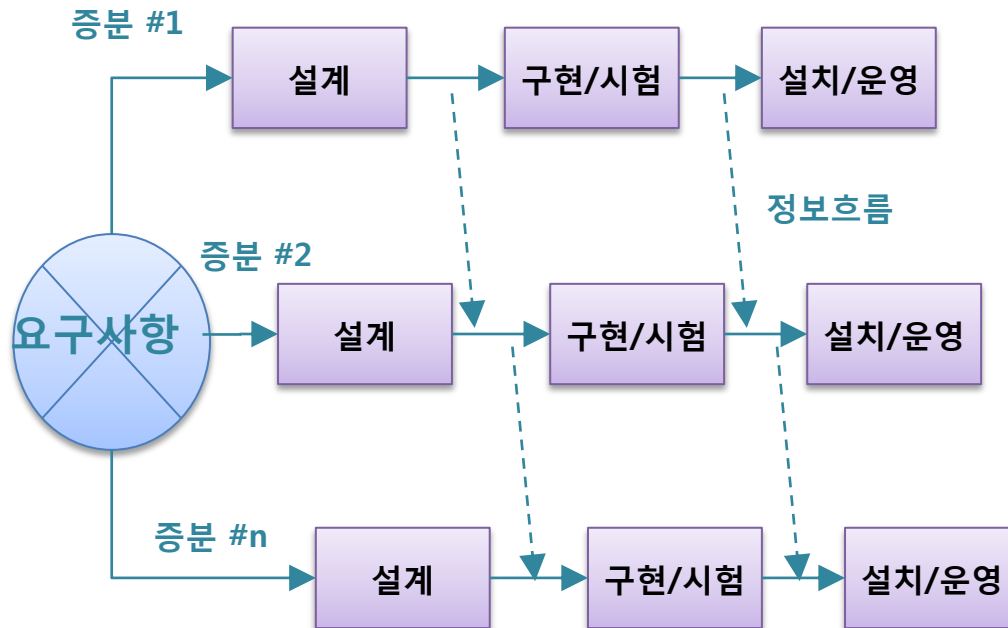 증분 #1
설계
구현/시험
설치/운영
정보흐름
증분 #2
요구사항
설계
구현/시험
설치/운영
증분 #n
설계
구현/시험
설치/운영